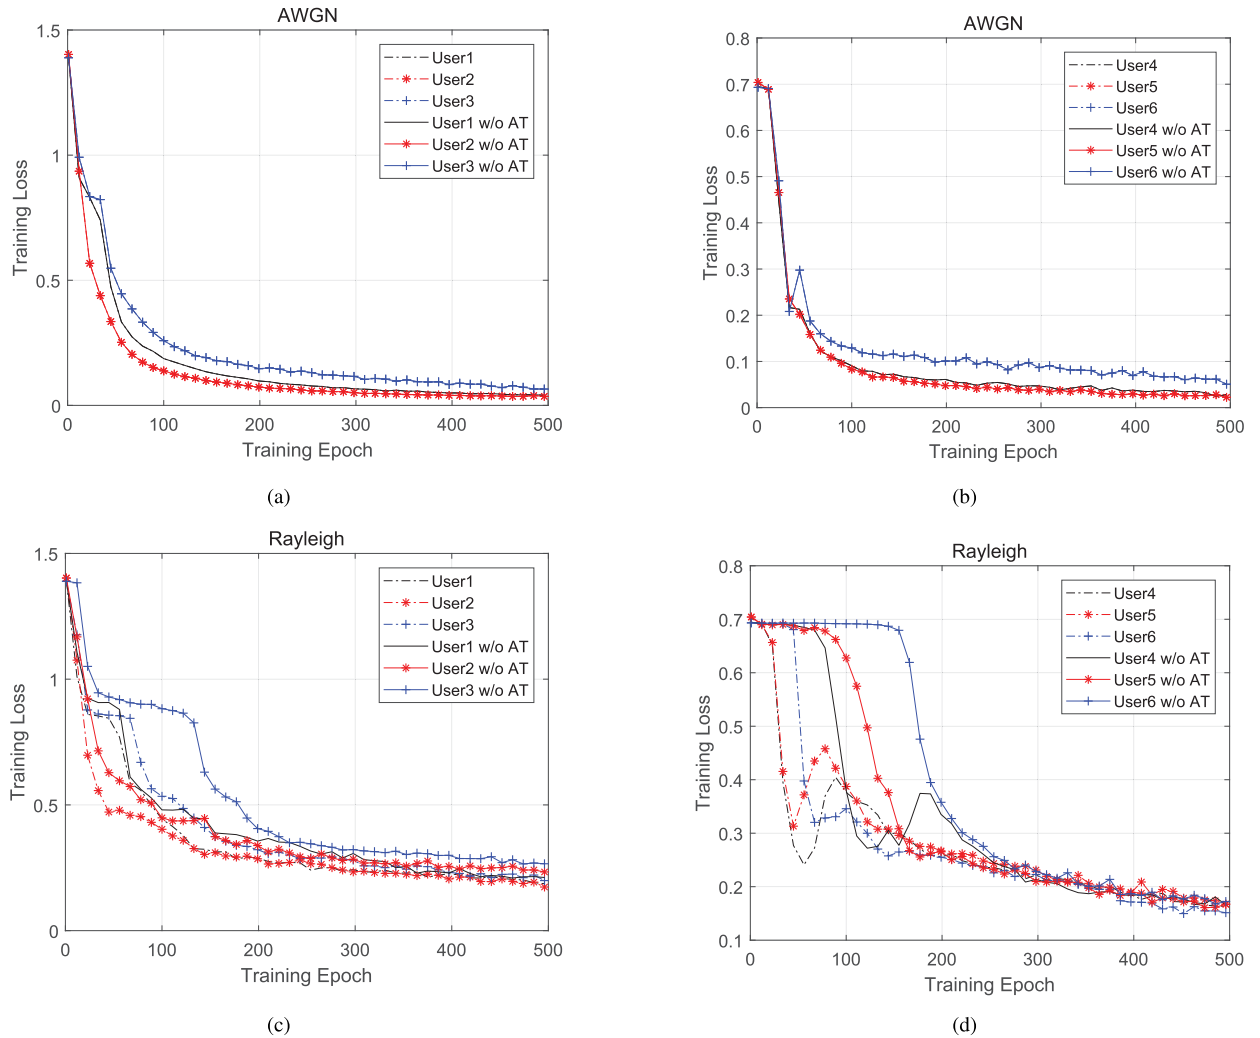 AWGN
1.5
1
0.5
0
Training Loss
0 100 200 300 400 500
Training Epoch
User1
User2
User3
User1 w/o AT
User2 w/o AT
User3 w/o AT
(a)
AWGN
0.8
0.7
0.6
0.5
0.4
0.3
0.2
0.1
0
Training Loss
0 100 200 300 400 500
Training Epoch
User4
User5
User6
User4 w/o AT
User5 w/o AT
User6 w/o AT
(b)
Rayleigh
1.5
1
0.5
0
Training Loss
0 100 200 300 400 500
Training Epoch
User1
User2
User3
User1 w/o AT
User2 w/o AT
User3 w/o AT
(c)
Rayleigh
0.8
0.7
0.6
0.5
0.4
0.3
0.2
0.1
Training Loss
0 100 200 300 400 500
Training Epoch
User4
User5
User6
User4 w/o AT
User5 w/o AT
User6 w/o AT
(d)